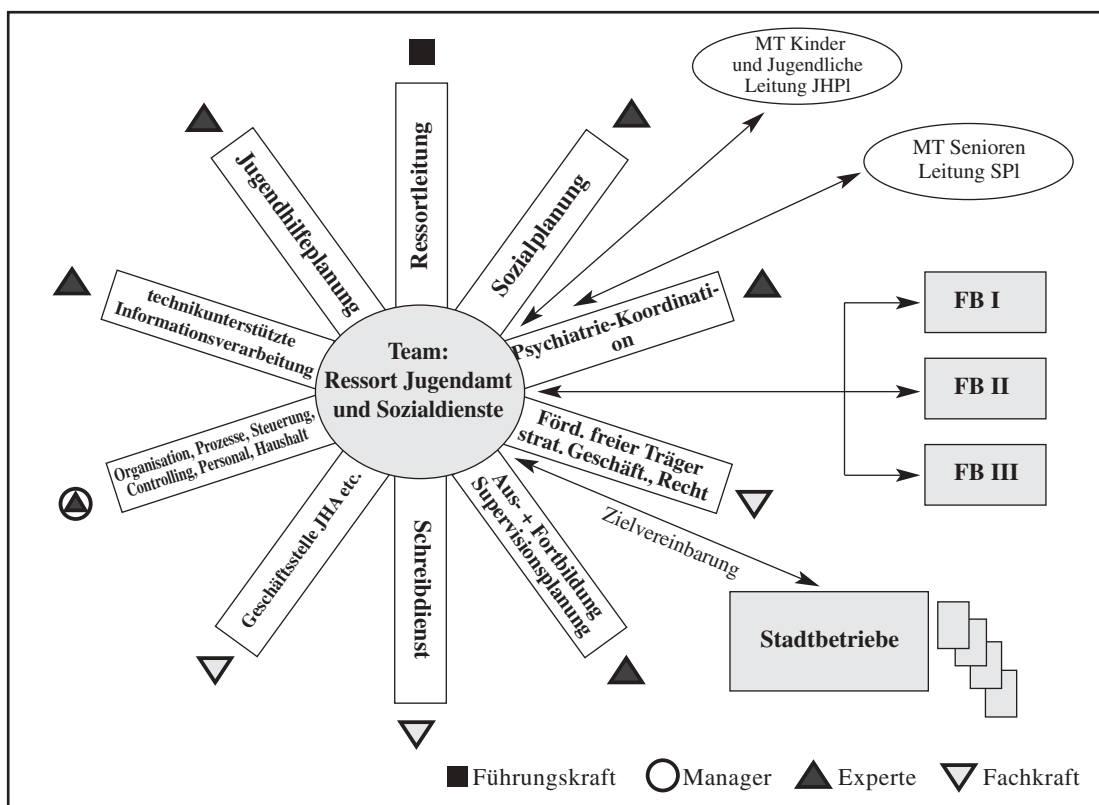 MT Kinder
und Jugendliche
Leitung JHPl
MT Senioren
Leitung SPl
Ressortleitung
Sozialplanung
Psychiatrie-Koordinati-
on
Förd. freier Träger
strat. Geschäft., Recht
Aus- + Fortbildung
Supervisionsplanung
Schreibdienst
Geschäftsstelle JHA etc.
Organisation, Prozesse, Steuerung,
Controlling, Personal, Haushalt
technikunterstützte
Informationsverarbeitung
Jugendhilfeplanung
Team:
Ressort Jugendamt
und Sozialdienste
FB I
FB II
FB III
Zielvereinbarung
Stadtbetriebe
Führungskraft
Manager
Experte
Fachkraft